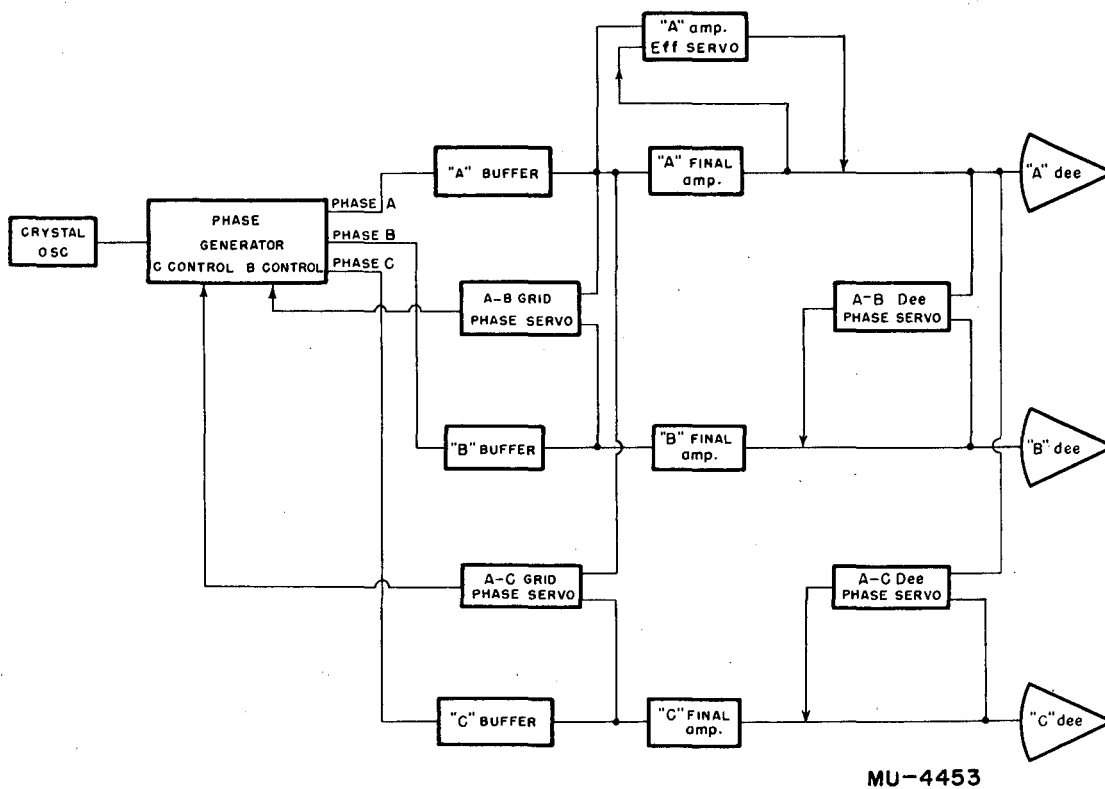 "A" amp.
Eff SERVO
"A" BUFFER
"A" FINAL
amp.
"A" dee
PHASE A
CRYSTAL
OSC
PHASE
GENERATOR
C CONTROL B CONTROL
PHASE B
PHASE C
A-B GRID
PHASE SERVO
A-B Dee
PHASE SERVO
"B" BUFFER
"B" FINAL
amp.
"B" dee
A-C GRID
PHASE SERVO
A-C Dee
PHASE SERVO
"C" BUFFER
"C" FINAL
amp.
"C" dee
MU-4453